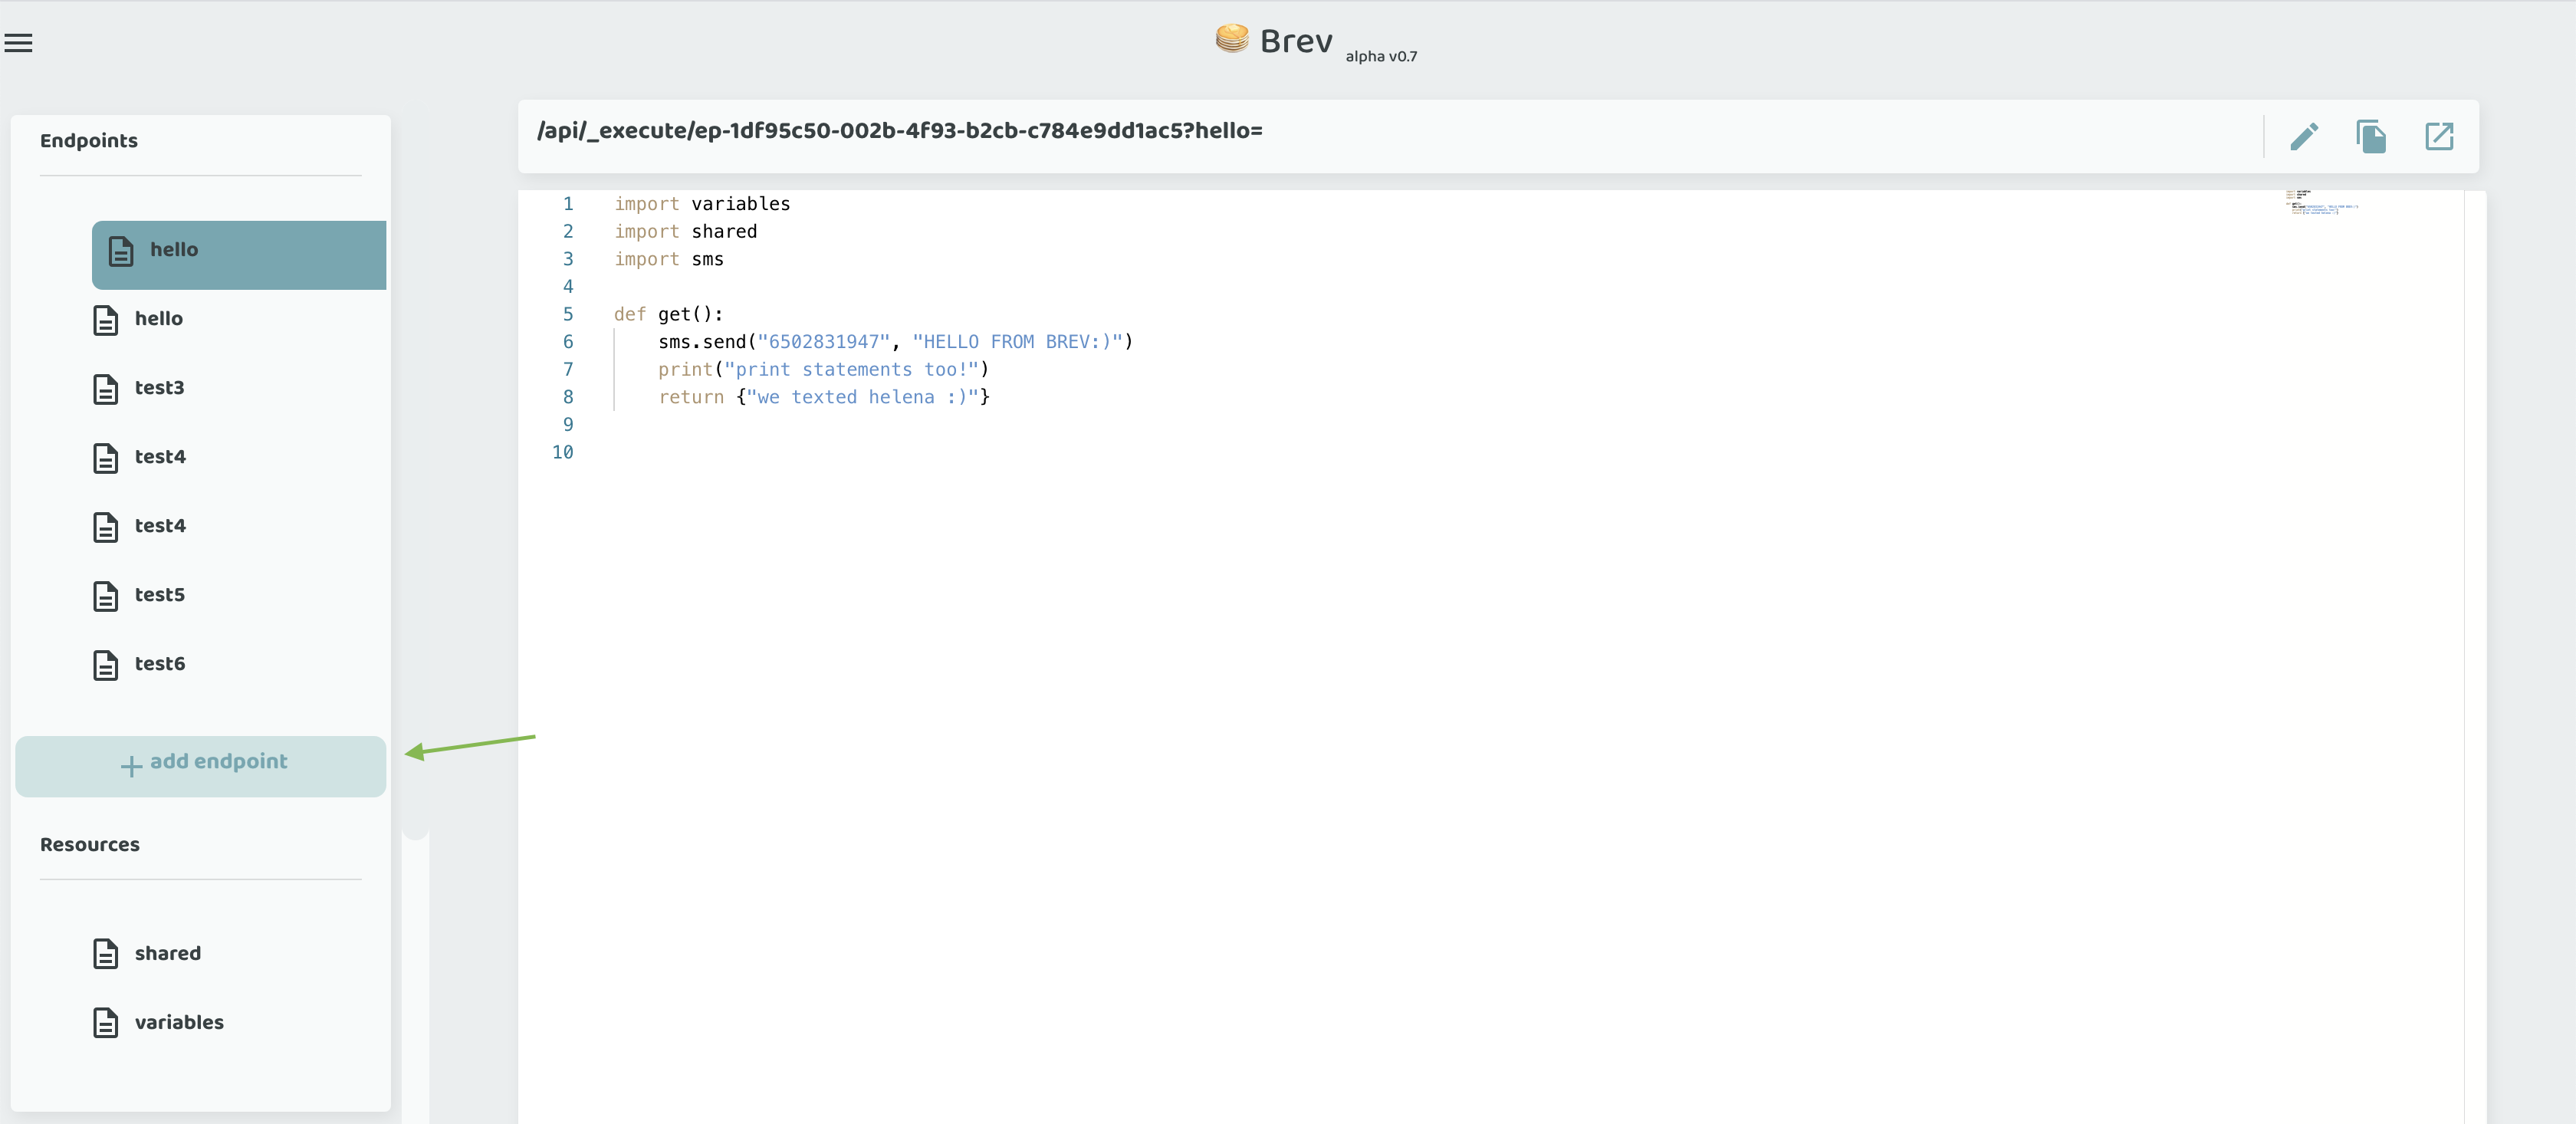 Brev alpha v0.7
Endpoints
hello
hello
test3
test4
test4
test5
test6
+ add endpoint
Resources
shared
variables
/api/_execute/ep-1df95c50-002b-4f93-b2cb-c784e9dd1ac5?hello=
1 import variables
2 import shared
3 import sms
4
5 def get():
6     sms.send("6502831947", "HELLO FROM BREV:)")
7     print("print statements too!")
8     return {"we texted helena :)"}
9
10